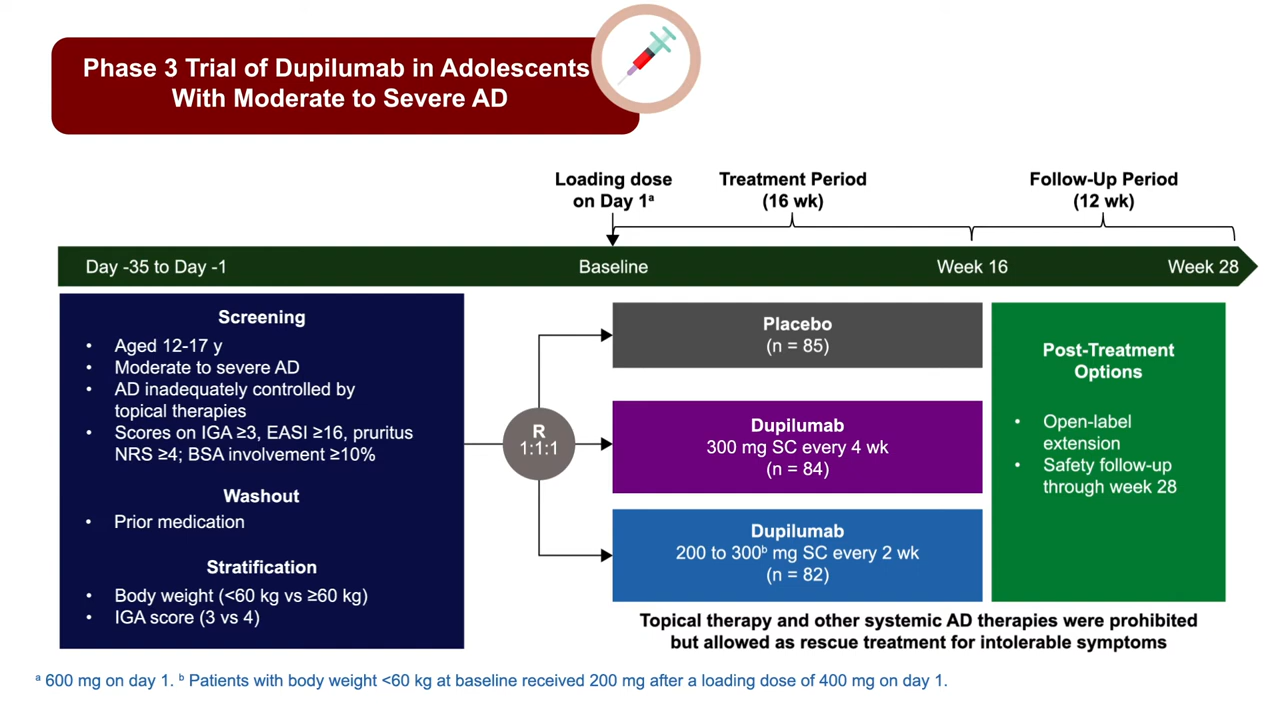 Phase 3 Trial of Dupilumab in Adolescents
With Moderate to Severe AD
Loading dose
on Day 1ᵃ
Treatment Period
(16 wk)
Follow-Up Period
(12 wk)
Day -35 to Day -1
Baseline
Week 16
Week 28
Screening
• Aged 12-17 y
• Moderate to severe AD
• AD inadequately controlled by
topical therapies
• Scores on IGA ≥3, EASI ≥16, pruritus
NRS ≥4; BSA involvement ≥10%
Washout
• Prior medication
Stratification
• Body weight (<60 kg vs ≥60 kg)
• IGA score (3 vs 4)
R
1:1:1
Placebo
(n = 85)
Dupilumab
300 mg SC every 4 wk
(n = 84)
Dupilumab
200 to 300ᵇ mg SC every 2 wk
(n = 82)
Post-Treatment
Options
• Open-label
extension
• Safety follow-up
through week 28
Topical therapy and other systemic AD therapies were prohibited
but allowed as rescue treatment for intolerable symptoms
ᵃ 600 mg on day 1. ᵇ Patients with body weight <60 kg at baseline received 200 mg after a loading dose of 400 mg on day 1.